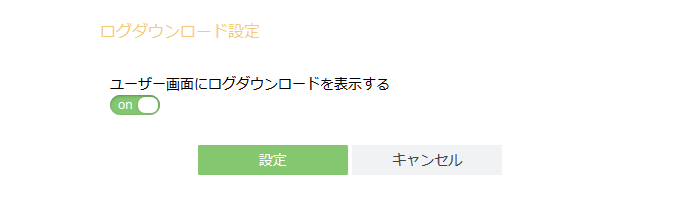 ログダウンロード設定
ユーザー画面にログダウンロードを表示する
on
設定 キャンセル